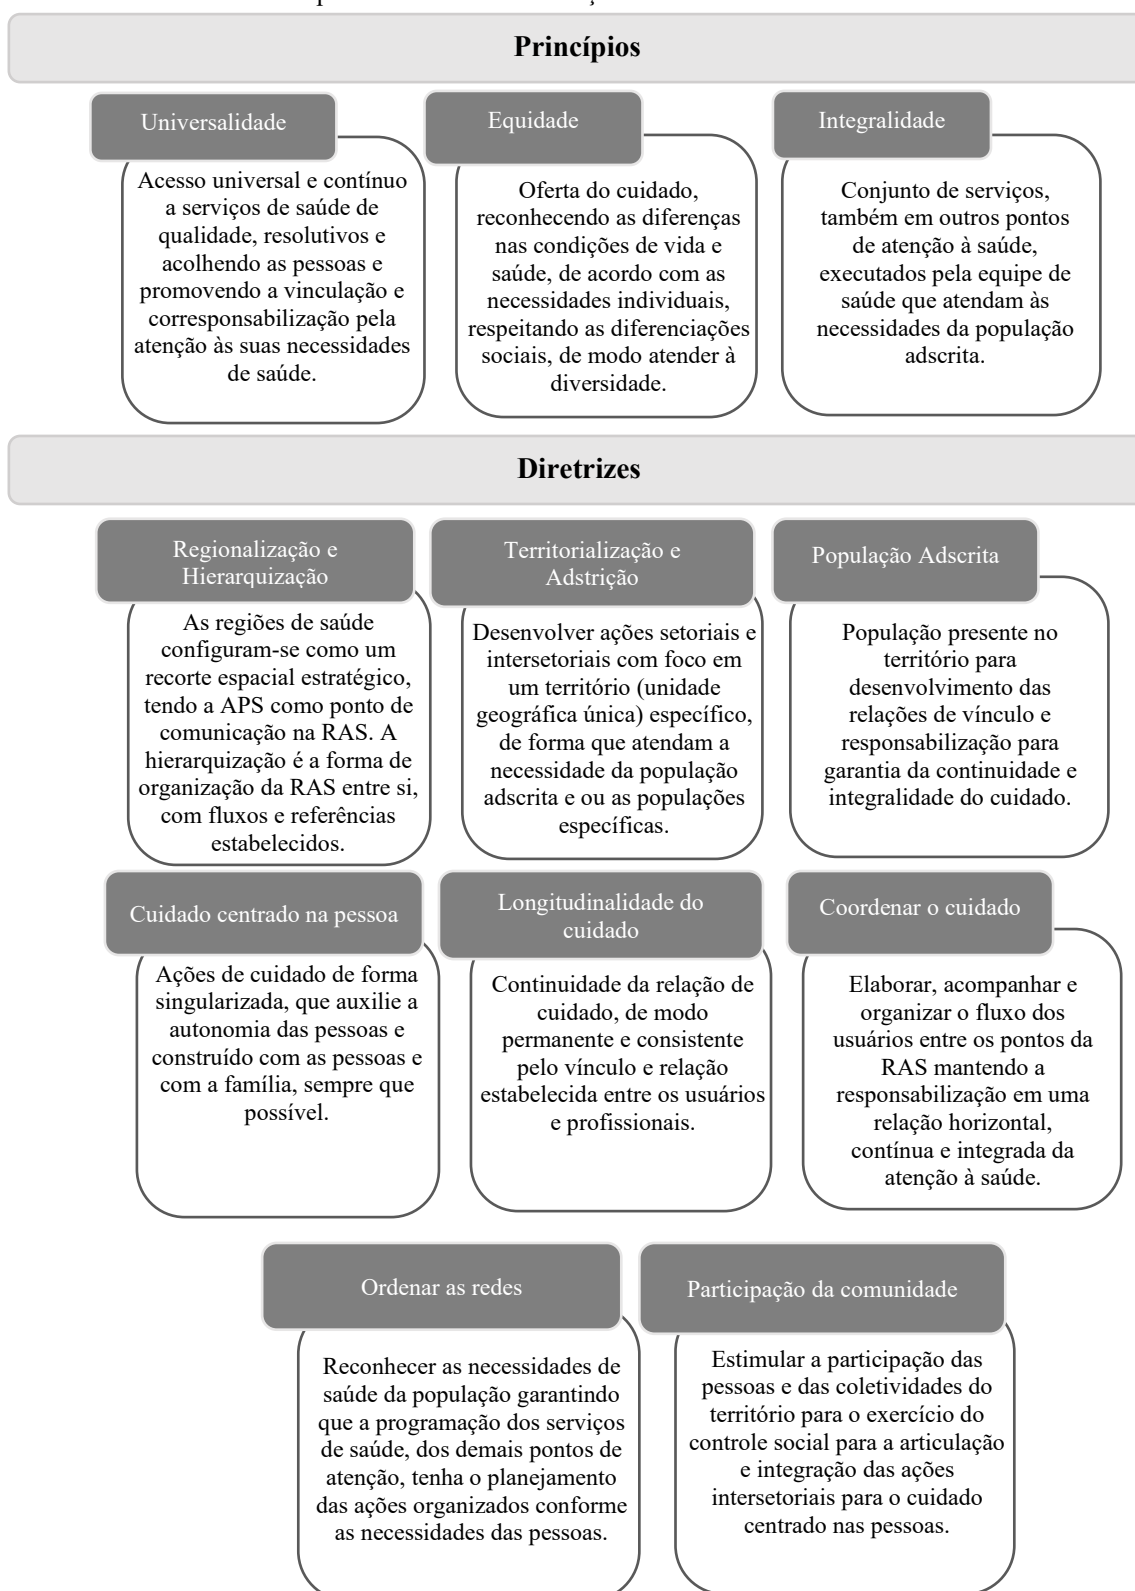 Princípios
Universalidade
Acesso universal e contínuo
a serviços de saúde de
qualidade, resolutivos e
acolhendo as pessoas e
promovendo a vinculação e
corresponsabilização pela
atenção às suas necessidades
de saúde.
Equidade
Oferta do cuidado,
reconhecendo as diferenças
nas condições de vida e
saúde, de acordo com as
necessidades individuais,
respeitando as diferenciações
sociais, de modo atender à
diversidade.
Integralidade
Conjunto de serviços,
também em outros pontos
de atenção à saúde,
executados pela equipe de
saúde que atendam às
necessidades da população
adscrita.
Diretrizes
Regionalização e
Hierarquização
As regiões de saúde
configuram-se como um
recorte espacial estratégico,
tendo a APS como ponto de
comunicação na RAS. A
hierarquização é a forma de
organização da RAS entre si,
com fluxos e referências
estabelecidos.
Territorialização e
Adstrição
Desenvolver ações setoriais e
intersetoriais com foco em
um território (unidade
geográfica única) específico,
de forma que atendam a
necessidade da população
adscrita e ou as populações
específicas.
População Adscrita
População presente no
território para
desenvolvimento das
relações de vínculo e
responsabilização para
garantia da continuidade e
integralidade do cuidado.
Cuidado centrado na pessoa
Ações de cuidado de forma
singularizada, que auxilie a
autonomia das pessoas e
construído com as pessoas e
com a família, sempre que
possível.
Longitudinalidade do
cuidado
Continuidade da relação de
cuidado, de modo
permanente e consistente
pelo vínculo e relação
estabelecida entre os usuários
e profissionais.
Coordenar o cuidado
Elaborar, acompanhar e
organizar o fluxo dos
usuários entre os pontos da
RAS mantendo a
responsabilização em uma
relação horizontal,
contínua e integrada da
atenção à saúde.
Ordenar as redes
Reconhecer as necessidades de
saúde da população garantindo
que a programação dos serviços
de saúde, dos demais pontos de
atenção, tenha o planejamento
das ações organizados conforme
as necessidades das pessoas.
Participação da comunidade
Estimular a participação das
pessoas e das coletividades do
território para o exercício do
controle social para a articulação
e integração das ações
intersetoriais para o cuidado
centrado nas pessoas.